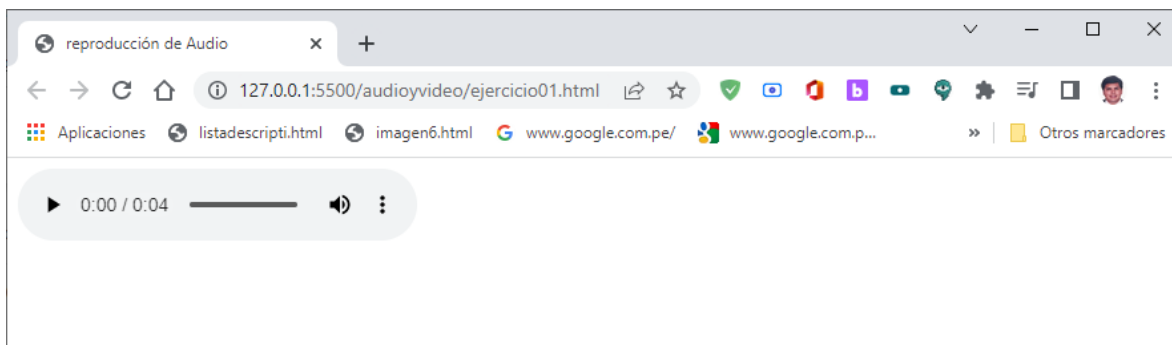 reproducción de Audio
127.0.0.1:5500/audioyvideo/ejercicio01.html
Aplicaciones listadescripti.html imagen6.html www.google.com.pe/ www.google.com.p... » Otros marcadores
0:00 / 0:04